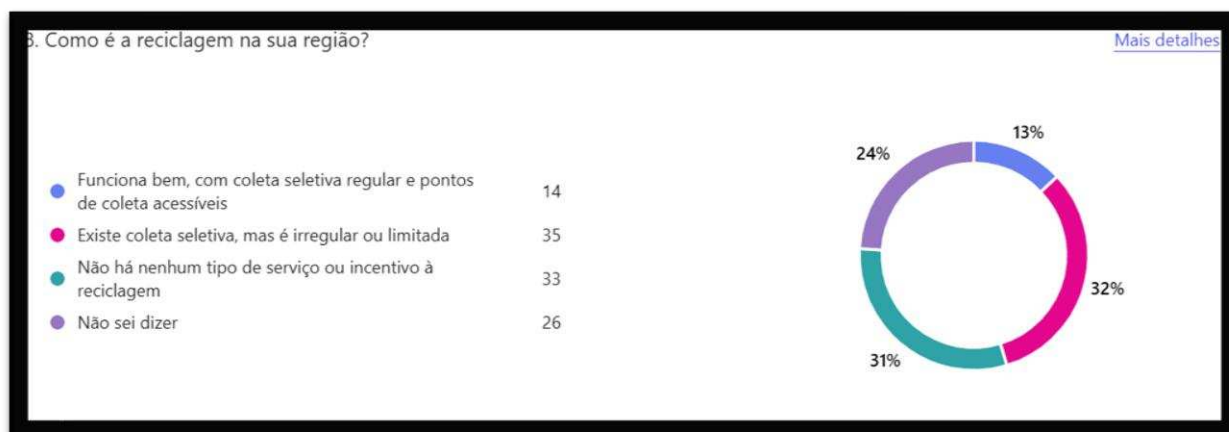 3. Como é a reciclagem na sua região?
Mais detalhes
Funciona bem, com coleta seletiva regular e pontos
de coleta acessíveis
14
Existe coleta seletiva, mas é irregular ou limitada
35
Não há nenhum tipo de serviço ou incentivo à
reciclagem
33
Não sei dizer
26
13%
24%
32%
31%